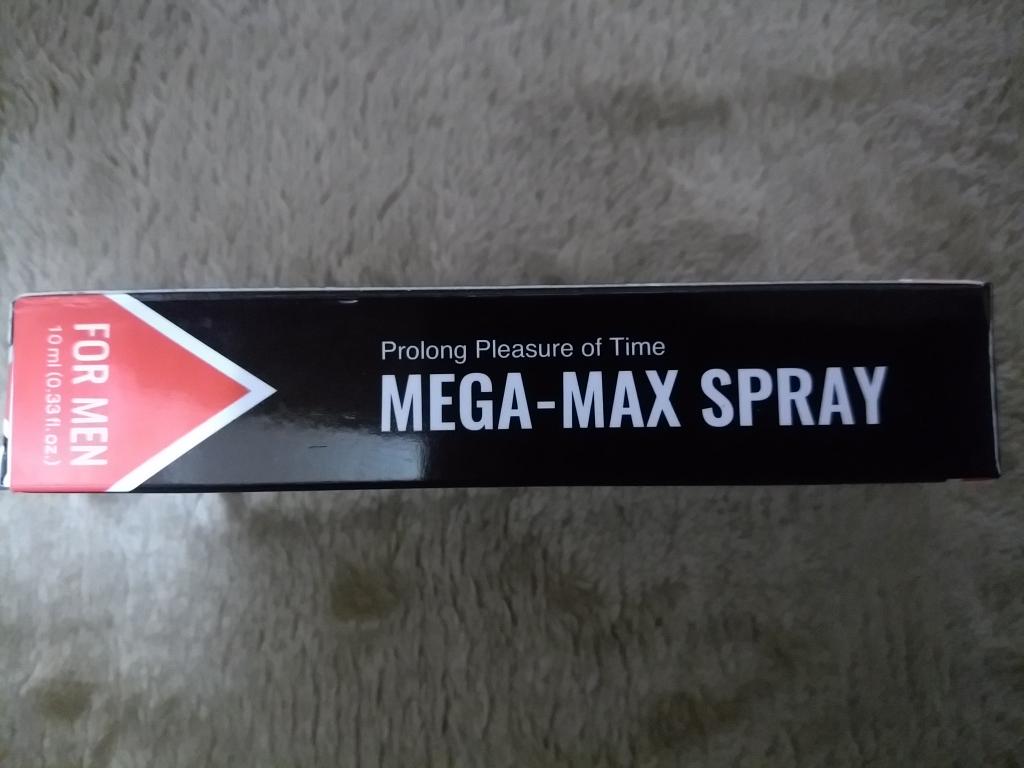 FOR MEN
10 ml (0.33 fl. oz.)
Prolong Pleasure of Time
MEGA-MAX SPRAY